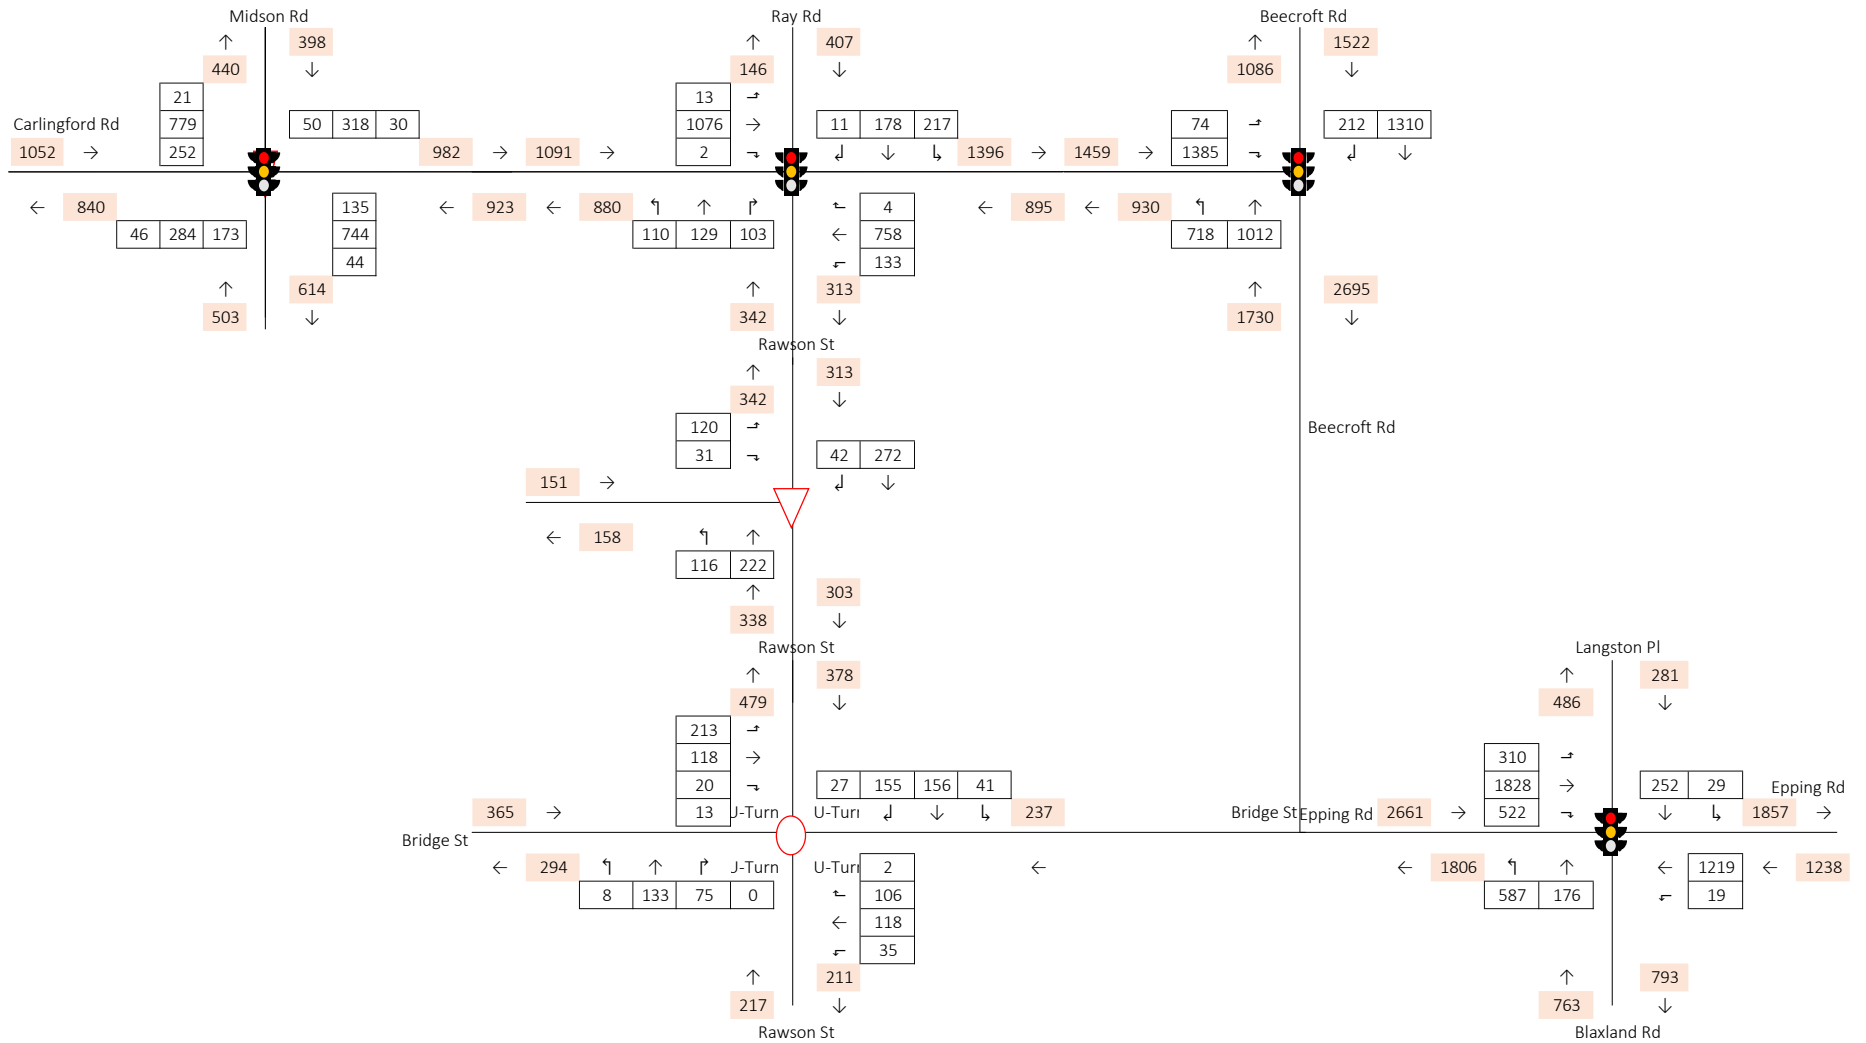 Midson Rd Ray Rd Beecroft Rd
398 407 1522
440 146 1086
21 13
Carlingford Rd 779 50 318 30 1076 11 178 217 74 212 1310
1052 252 982 1091 2 1396 1459 1385
840 135 923 880 4 895 930
46 284 173 744 110 129 103 758 718 1012
44 133
614 313 2695
503 342 1730
Rawson St
313
342
120 Beecroft Rd
31 42 272
151
158
116 222
303
338
Rawson St Langston Pl
378 281
479 486
213
118 310
20 27 155 156 41 1828 252 29 Epping Rd
365 13 U-Turn U-Turn 237 Bridge St Epping Rd 2661 522 1857
Bridge St
294 U-Turn U-Turn 2 1806 1219 1238
8 133 75 0 106 587 176 19
118
35
211 793
217 763
Rawson St Blaxland Rd